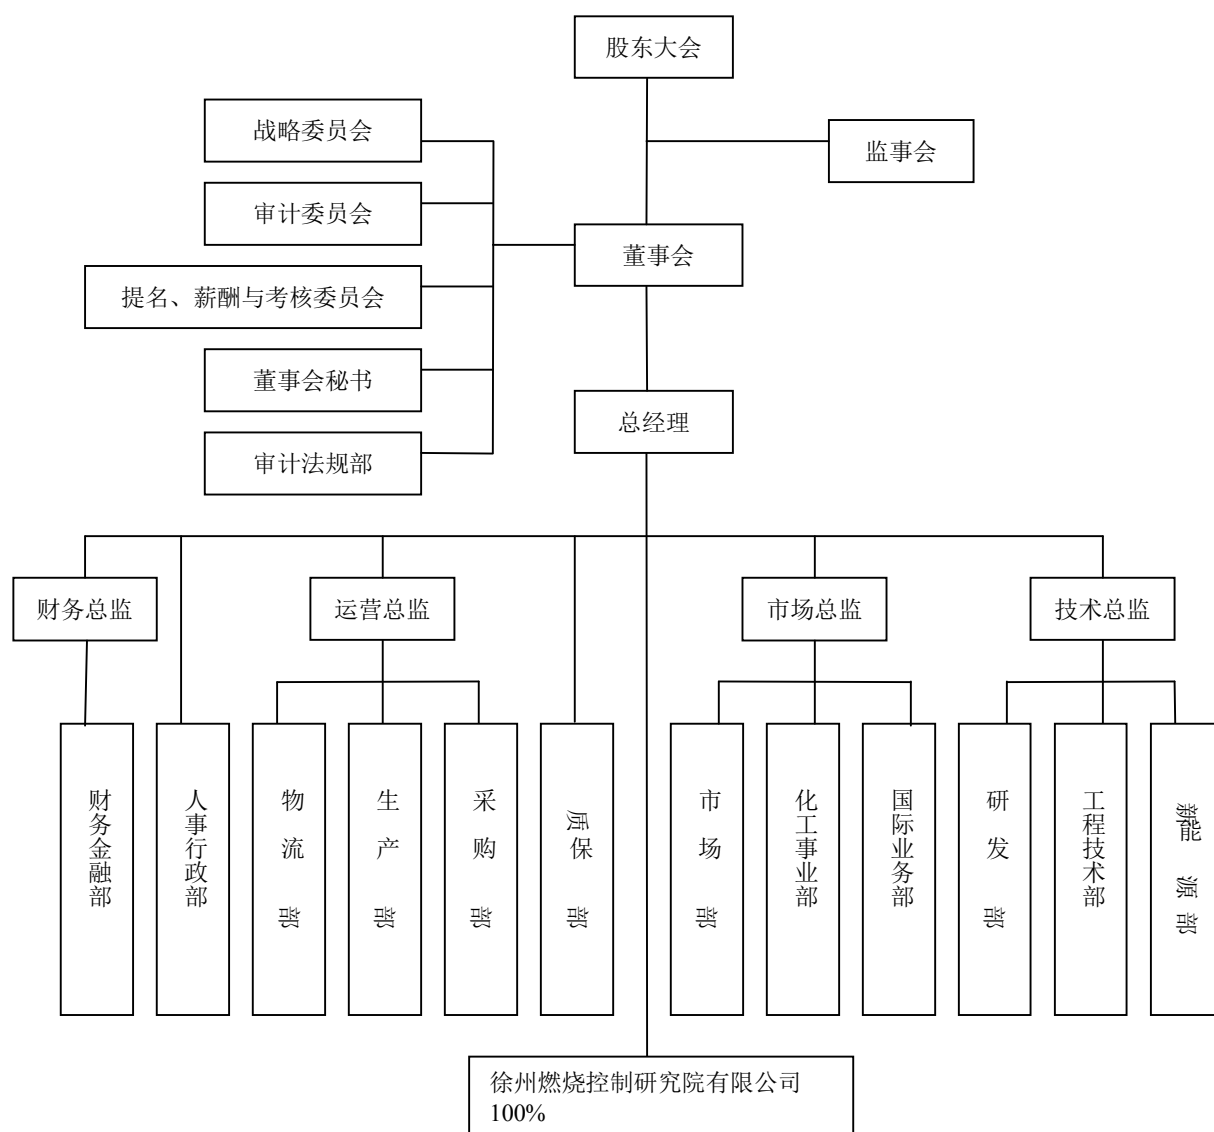 股东大会
战略委员会
监事会
审计委员会
董事会
提名、薪酬与考核委员会
董事会秘书
总经理
审计法规部
财务总监
运营总监
市场总监
技术总监
财务金融部
人事行政部
物流部
生产部
采购部
质保部
市场部
化工事业部
国际业务部
研发部
工程技术部
新能源部
徐州燃烧控制研究院有限公司
100%